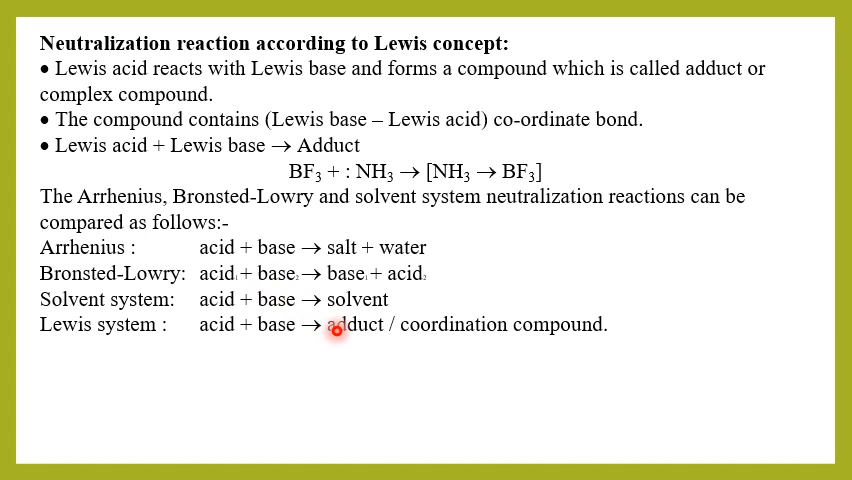 Neutralization reaction according to Lewis concept:
• Lewis acid reacts with Lewis base and forms a compound which is called adduct or
complex compound.
• The compound contains (Lewis base – Lewis acid) co-ordinate bond.
• Lewis acid + Lewis base → Adduct
BF₃ + : NH₃ → [NH₃ → BF₃]
The Arrhenius, Bronsted-Lowry and solvent system neutralization reactions can be
compared as follows:-
Arrhenius : acid + base → salt + water
Bronsted-Lowry: acid₁ + base₂ → base₁ + acid₂
Solvent system: acid + base → solvent
Lewis system : acid + base → adduct / coordination compound.